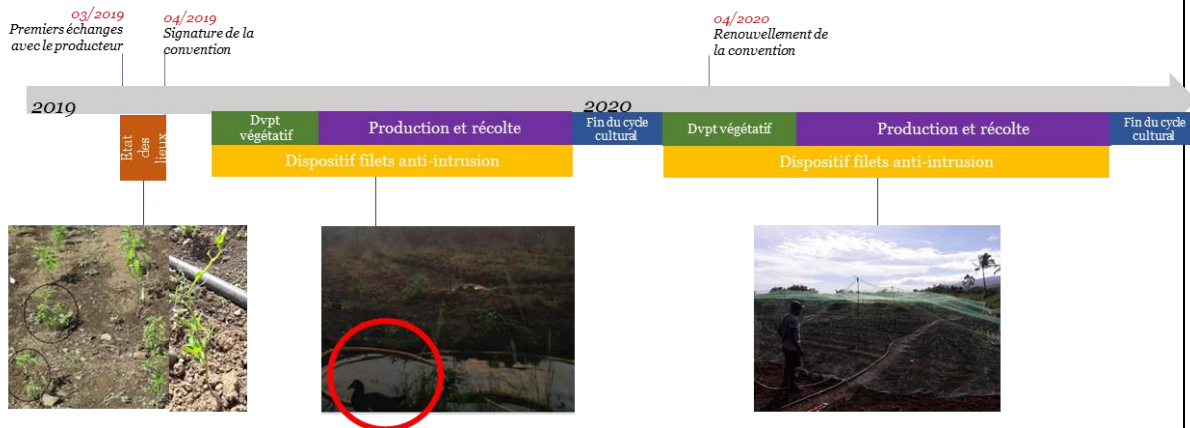 03/2019
Premiers échanges
avec le producteur
04/2019
Signature de la
convention
04/2020
Renouvellement de
la convention
2019
2020
Etat
des
lieux
Dvpt
végétatif
Production et récolte
Fin du cycle
cultural
Dvpt végétatif
Production et récolte
Fin du cycle
cultural
Dispositif filets anti-intrusion
Dispositif filets anti-intrusion